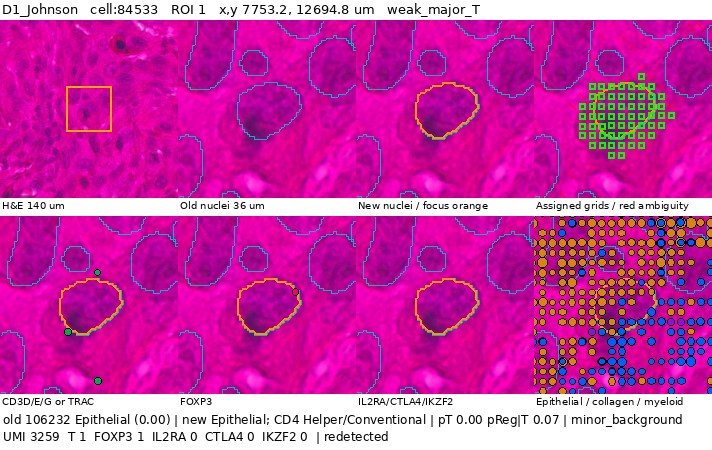 D1_Johnson   cell:84533   ROI 1   x,y 7753.2, 12694.8 um   weak_major_T
H&E 140 um
Old nuclei 36 um
New nuclei / focus orange
Assigned grids / red ambiguity
CD3D/E/G or TRAC
FOXP3
IL2RA/CTLA4/IKZF2
Epithelial / collagen / myeloid
old 106232 Epithelial (0.00) | new Epithelial; CD4 Helper/Conventional | pT 0.00 pReg|T 0.07 | minor_background
UMI 3259  T 1  FOXP3 1  IL2RA 0  CTLA4 0  IKZF2 0  | redetected